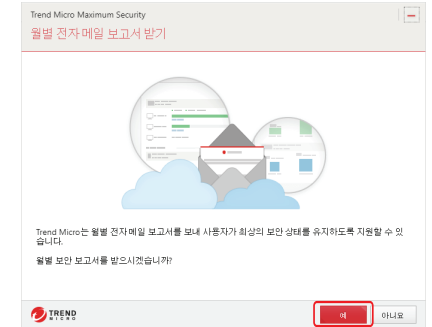 Trend Micro Maximum Security
월별 전자 메일 보고서 받기
Trend Micro는 월별 전자 메일 보고서를 보내 사용자가 최상의 보안 상태를 유지하도록 지원할 수 있
습니다.
월별 보안 보고서를 받으시겠습니까?
TREND
MICRO
예
아니요